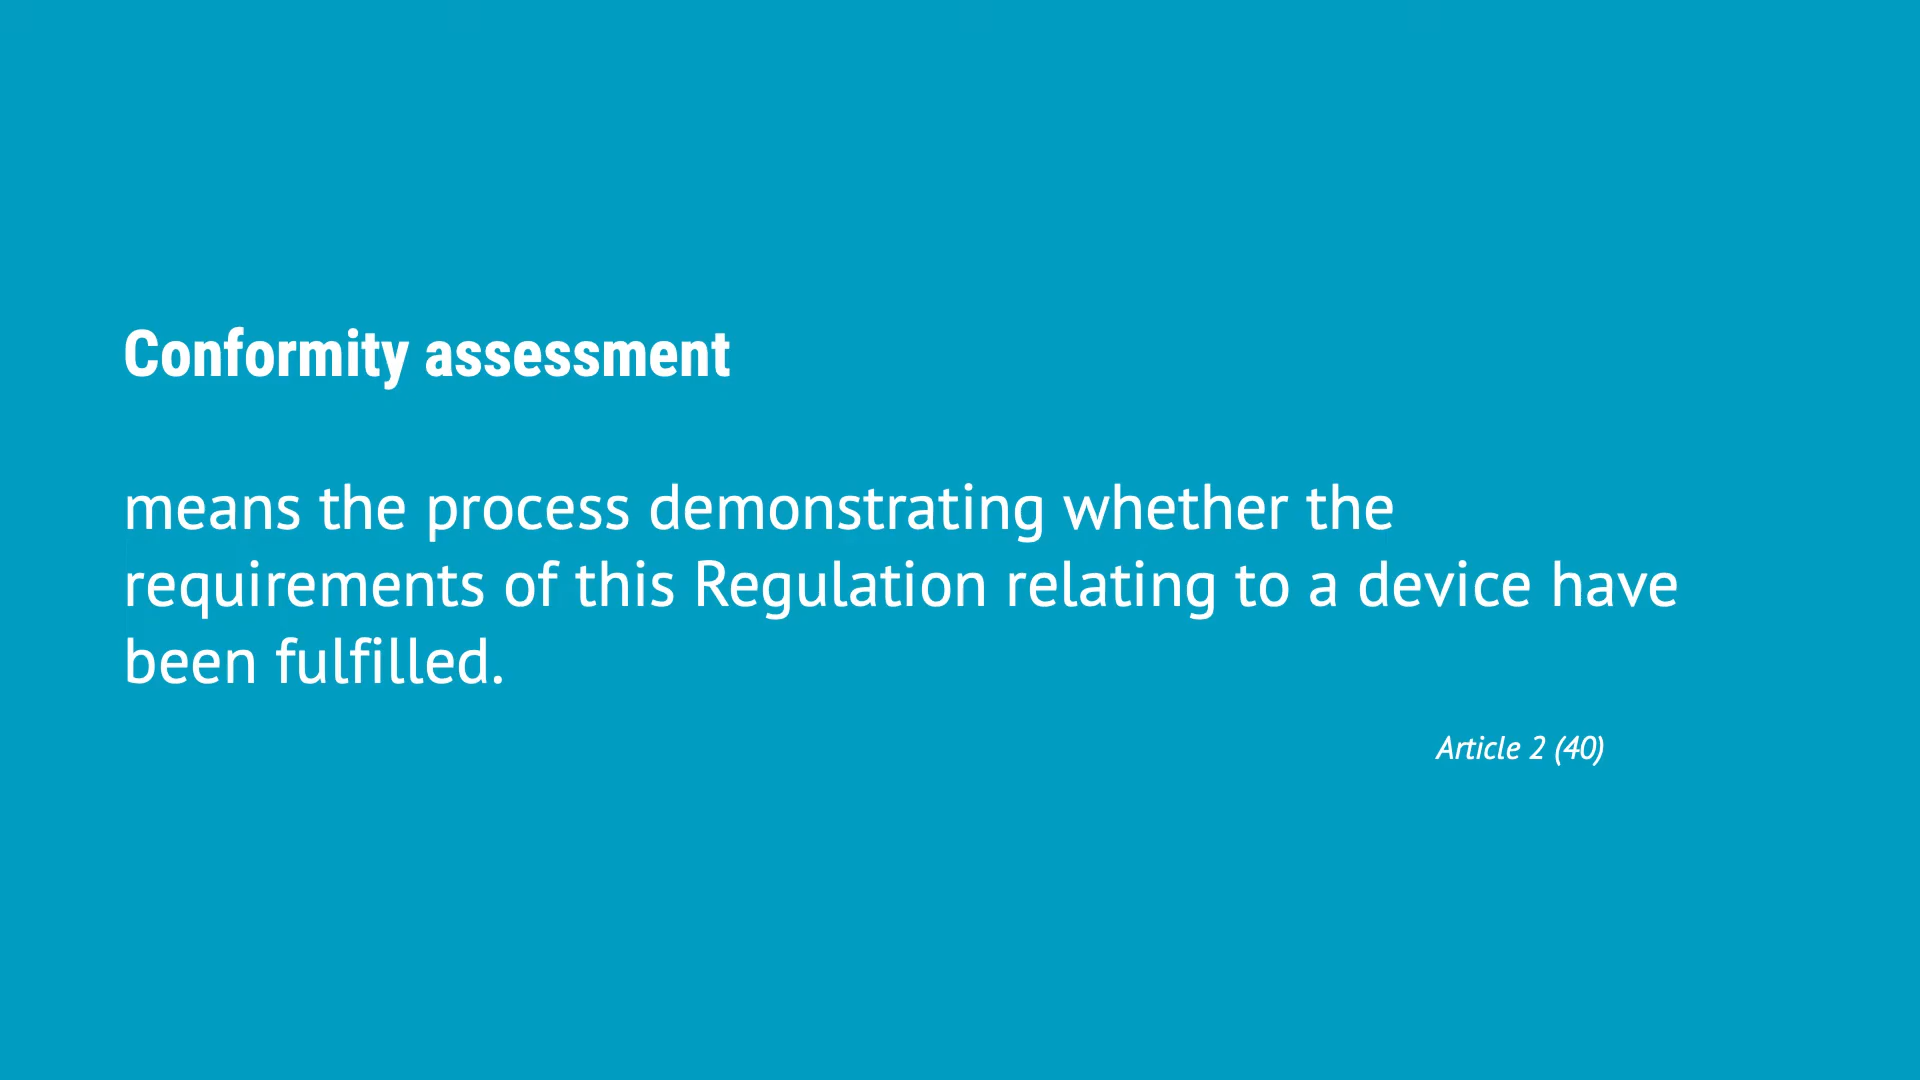 Conformity assessment
means the process demonstrating whether the
requirements of this Regulation relating to a device have
been fulfilled.
Article 2 (40)